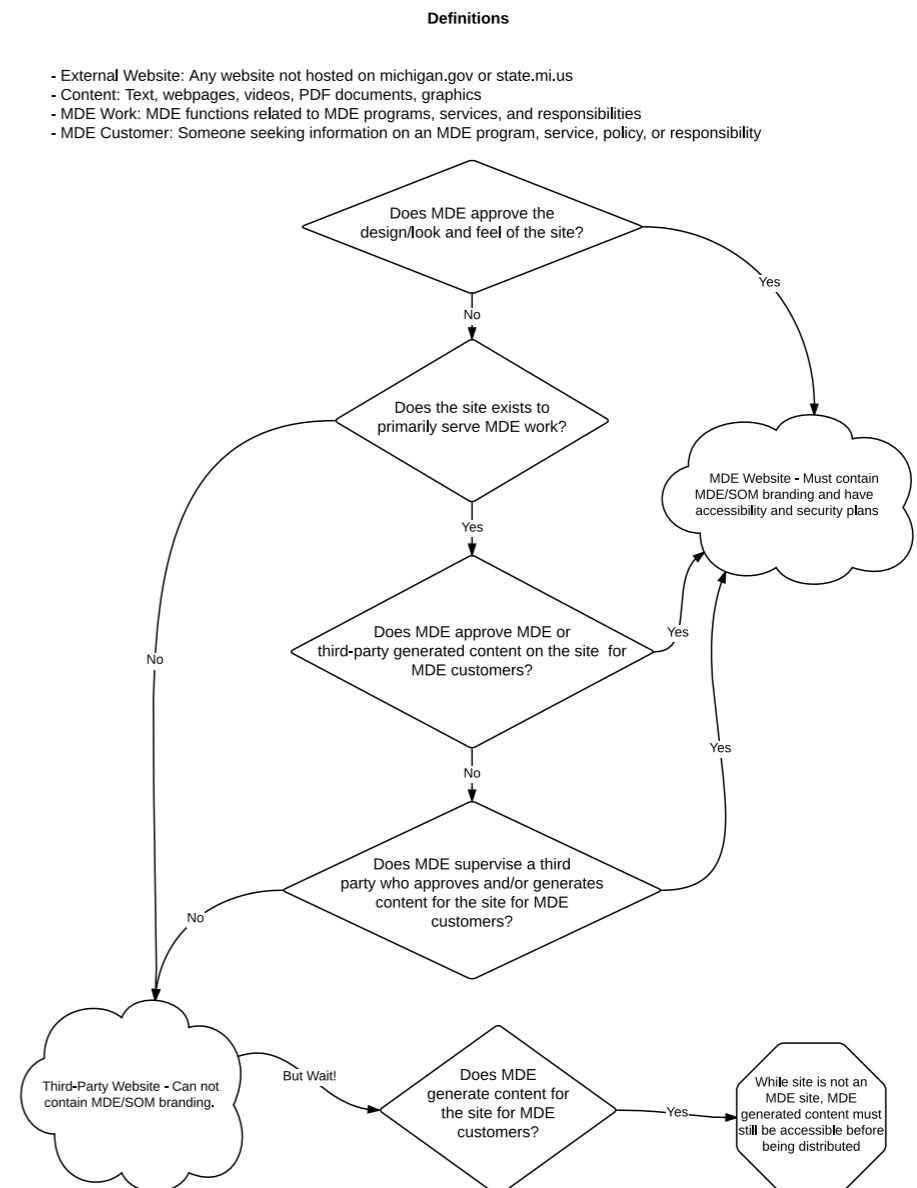 Definitions
- External Website: Any website not hosted on michigan.gov or state.mi.us
- Content: Text, webpages, videos, PDF documents, graphics
- MDE Work: MDE functions related to MDE programs, services, and responsibilities
- MDE Customer: Someone seeking information on an MDE program, service, policy, or responsibility
Does MDE approve the
design/look and feel of the site?
Yes
No
Does the site exists to
primarily serve MDE work?
MDE Website - Must contain
MDE/SOM branding and have
accessibility and security plans
Yes
Does MDE approve MDE or
third-party generated content on the site for
MDE customers?
Yes
No
No
Yes
Does MDE supervise a third
party who approves and/or generates
content for the site for MDE
customers?
No
Third-Party Website - Can not
contain MDE/SOM branding.
But Wait!
Does MDE
generate content for
the site for MDE
customers?
Yes
While site is not an
MDE site, MDE
generated content must
still be accessible before
being distributed